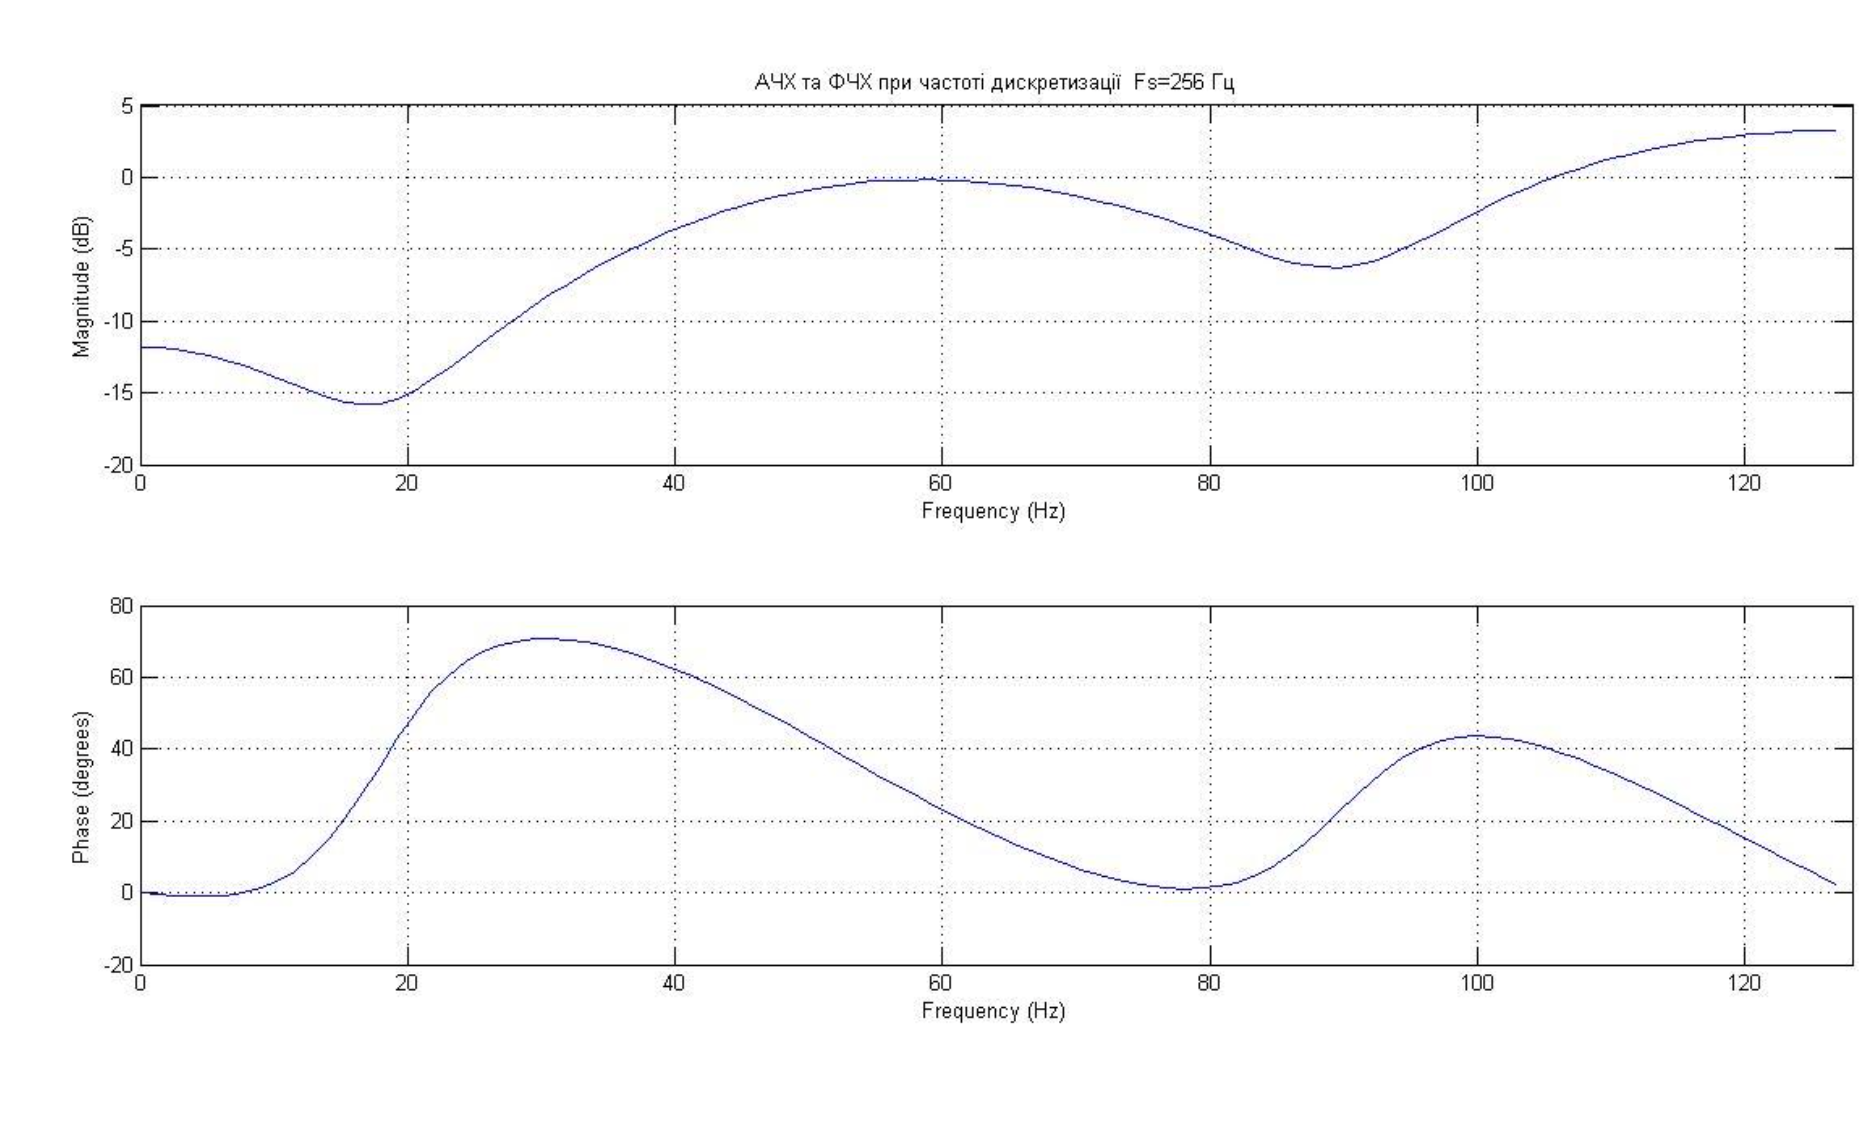 АЧХ та ФЧХ при частоті дискретизації Fs=256 Гц
5
0
-5
-10
-15
-20
Magnitude (dB)
0 20 40 60 80 100 120
Frequency (Hz)
80
60
40
20
0
-20
Phase (degrees)
0 20 40 60 80 100 120
Frequency (Hz)